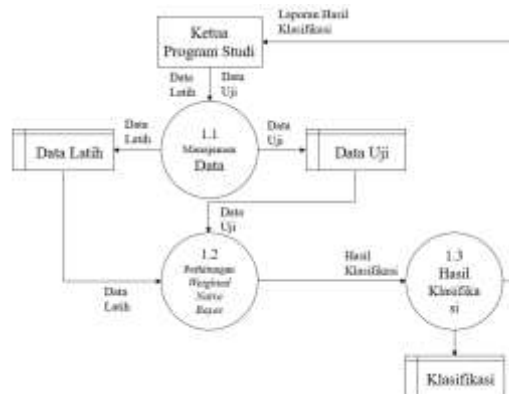 Laporan Hasil
Klasifikasi
Ketua
Program Studi
Data
Latih
Data
Uji
Data
Latih
1.1
Manajemen
Data
Data
Uji
Data Latih
Data Uji
Data
Uji
1.2
Perhitungan
Weighted
Naive
Bayes
Hasil
Klasifikasi
1.3
Hasil
Klasifika
si
Data
Latih
Klasifikasi